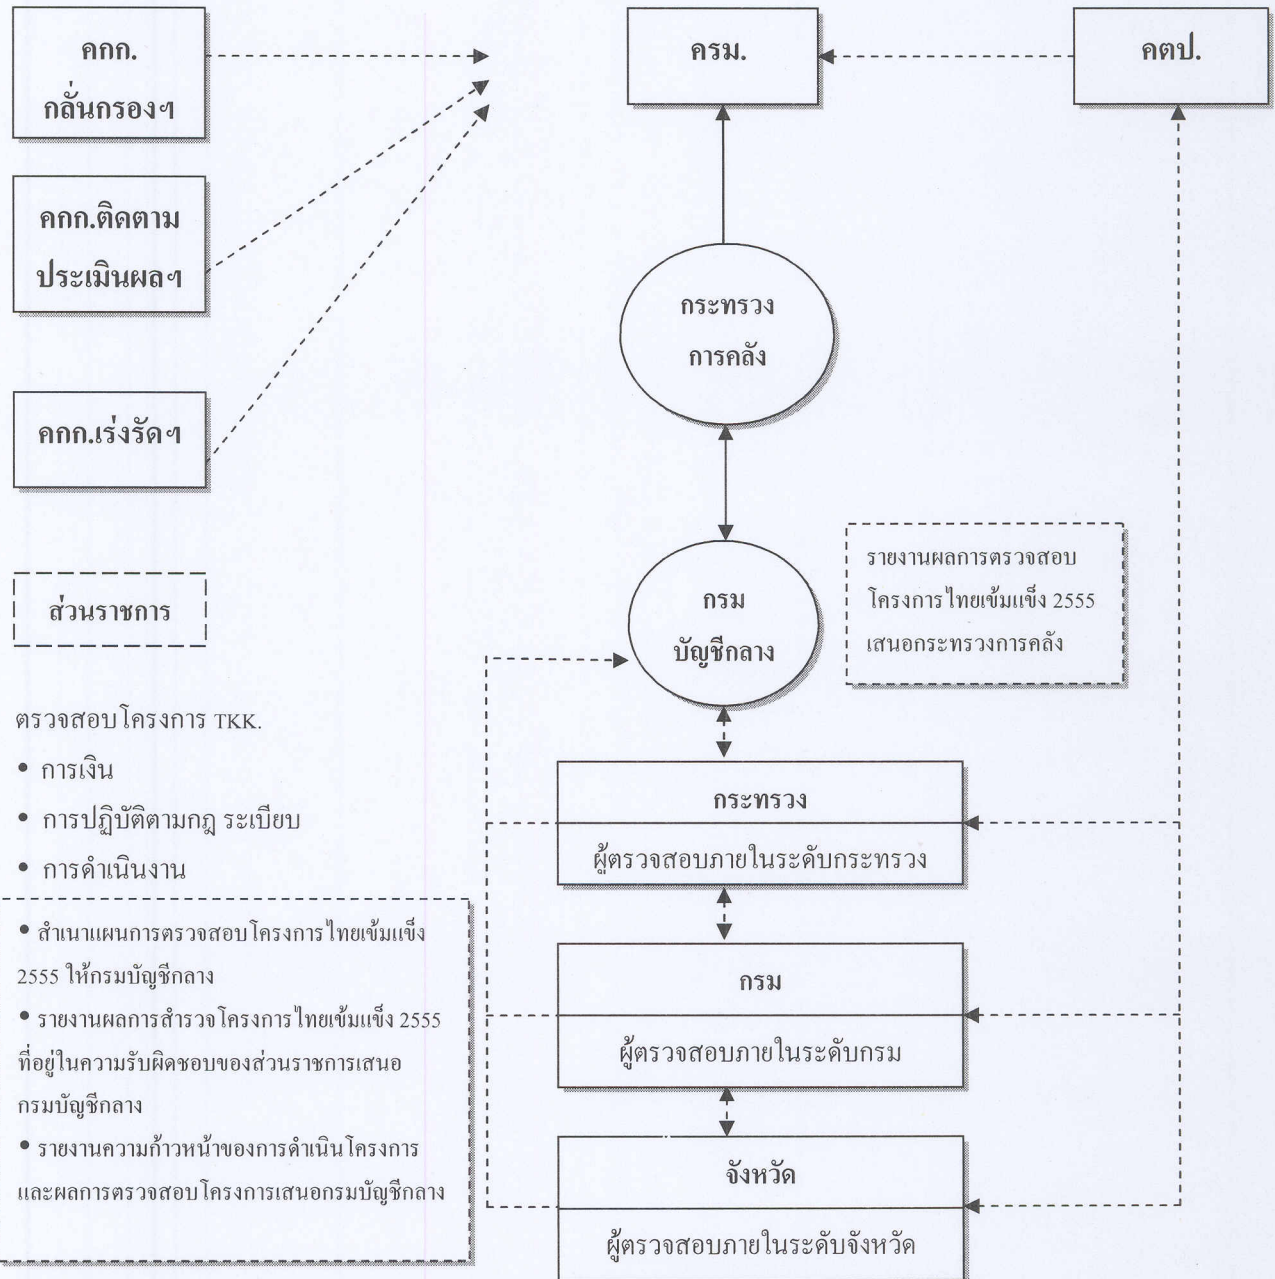 คกก.
กลั่นกรองฯ
ครม.
คตป.
คกก.ติดตาม
ประเมินผลฯ
กระทรวง
การคลัง
คกก.เร่งรัดฯ
ส่วนราชการ
กรม
บัญชีกลาง
รายงานผลการตรวจสอบ
โครงการไทยเข้มแข็ง 2555
เสนอกระทรวงการคลัง
ตรวจสอบโครงการ TKK.
• การเงิน
• การปฏิบัติตามกฎ ระเบียบ
• การดำเนินงาน
กระทรวง
ผู้ตรวจสอบภายในระดับกระทรวง
• สำเนาแผนการตรวจสอบโครงการไทยเข้มแข็ง
2555 ให้กรมบัญชีกลาง
• รายงานผลการสำรวจโครงการไทยเข้มแข็ง 2555
ที่อยู่ในความรับผิดชอบของส่วนราชการเสนอ
กรมบัญชีกลาง
• รายงานความก้าวหน้าของการดำเนินโครงการ
และผลการตรวจสอบโครงการเสนอกรมบัญชีกลาง
กรม
ผู้ตรวจสอบภายในระดับกรม
จังหวัด
ผู้ตรวจสอบภายในระดับจังหวัด